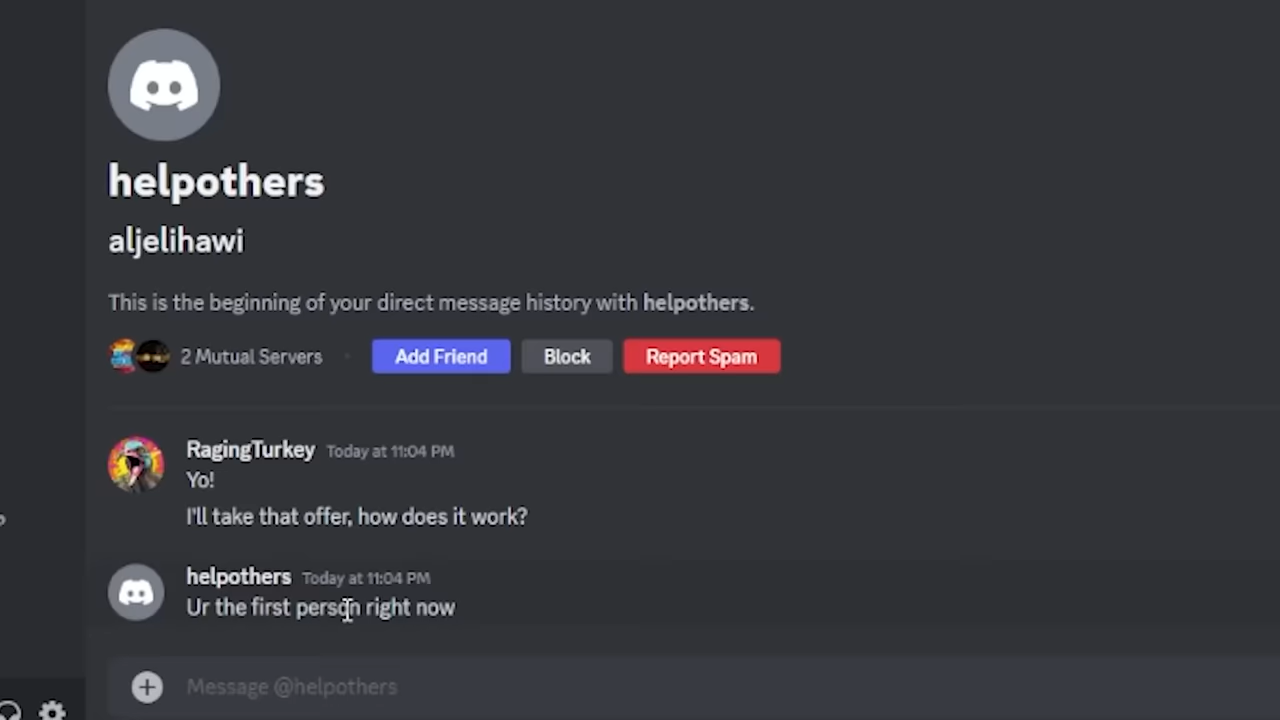 helpothers
aljelihawi
This is the beginning of your direct message history with helpothers.
2 Mutual Servers Add Friend Block Report Spam
RagingTurkey Today at 11:04 PM
Yo!
I'll take that offer, how does it work?
helpothers Today at 11:04 PM
Ur the first person right now
Message @helpothers